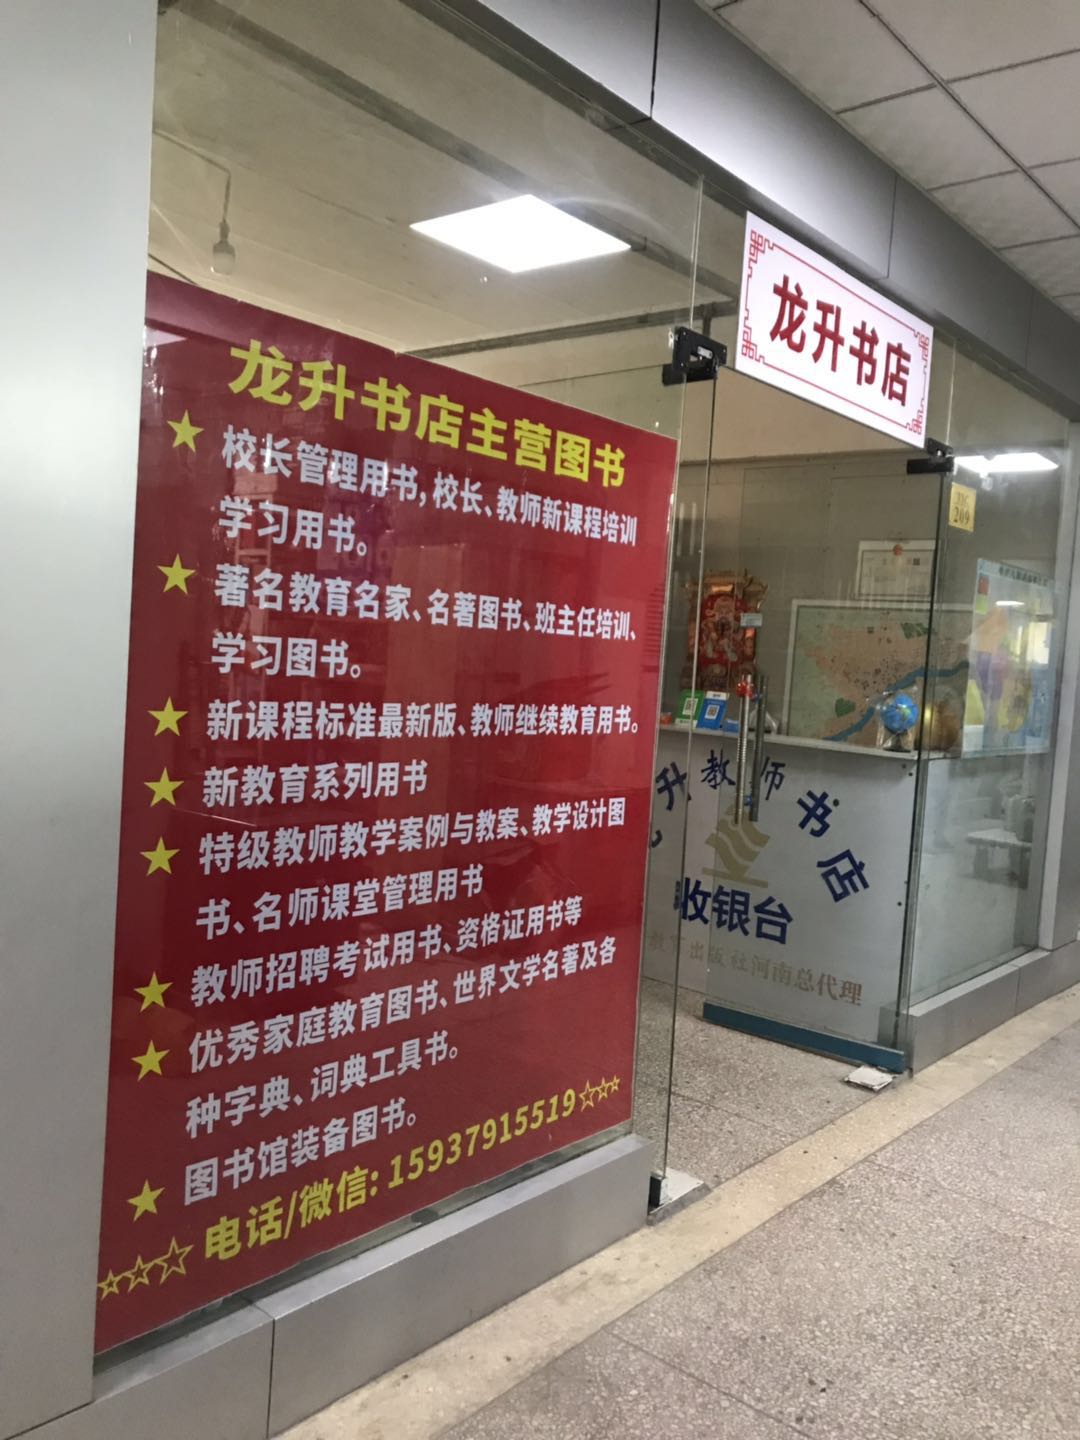 龙升书店
龙升书店主营图书
★校长管理用书,校长、教师新课程培训
学习用书。
★著名教育名家、名著图书、班主任培训、
学习图书。
★新课程标准最新版、教师继续教育用书。
★新教育系列用书
★特级教师教学案例与教案、教学设计图
书、名师课堂管理用书
★教师招聘考试用书、资格证用书等
★优秀家庭教育图书、世界文学名著及各
种字典、词典工具书。
★图书馆装备图书。
☆☆☆电话/微信:15937915519☆☆☆
209
升教师书店
收银台
教育出版社河南总代理